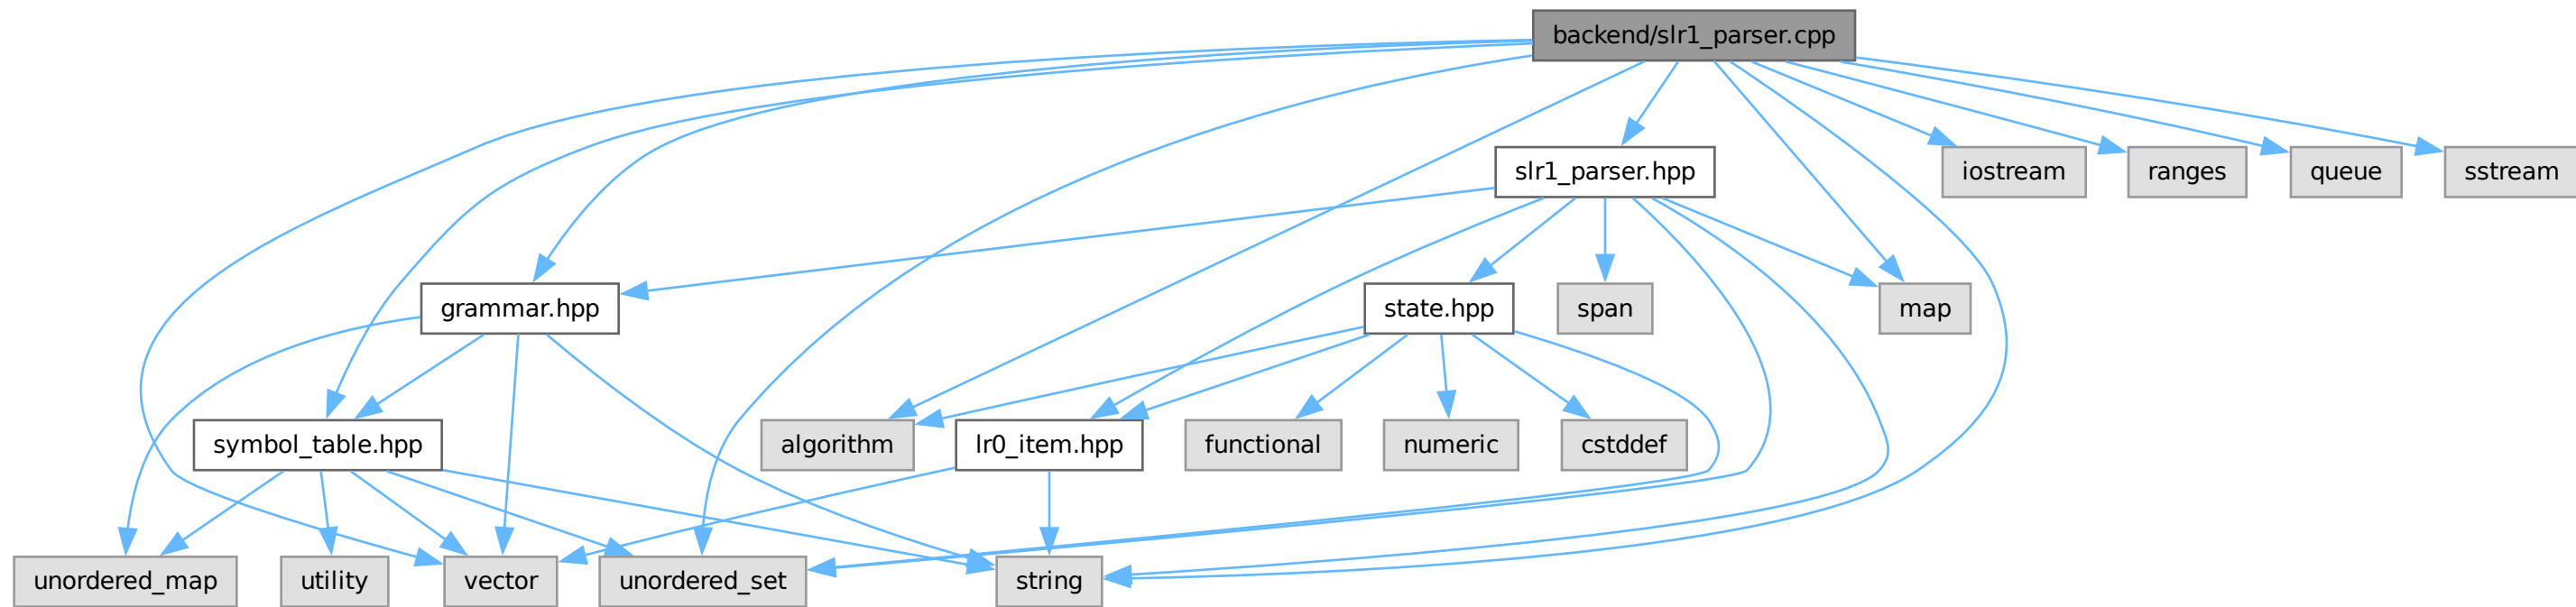 backend/slr1_parser.cpp
slr1_parser.hpp
iostream
ranges
queue
sstream
grammar.hpp
state.hpp
span
map
symbol_table.hpp
algorithm
lr0_item.hpp
functional
numeric
cstddef
unordered_map
utility
vector
unordered_set
string